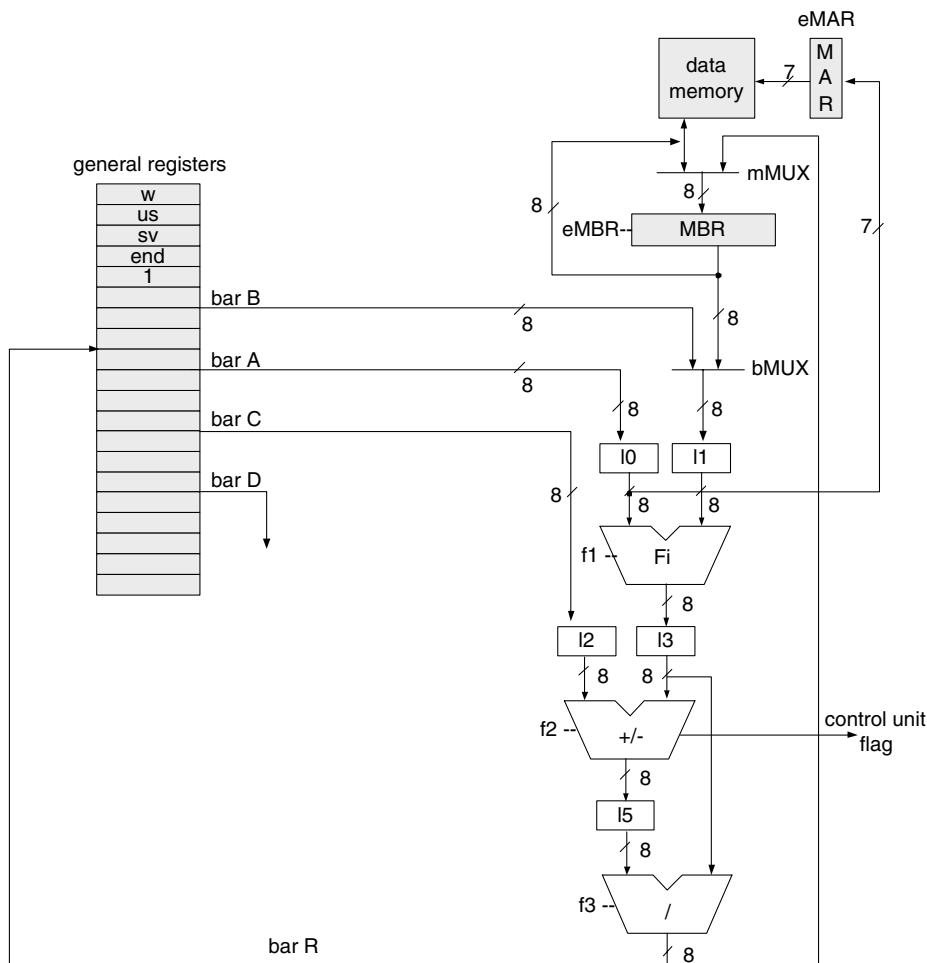 eMAR
data
memory
7
M
A
R
general registers
w
us
sv
end
1
mMUX
8
8
eMBR
MBR
7
bar B
8
8
bar A
8
bMUX
8
8
bar C
I0
I1
bar D
8
8
8
f1
Fi
8
I2
I3
8
8
f2
+/-
control unit
flag
8
I5
8
f3
/
bar R
8